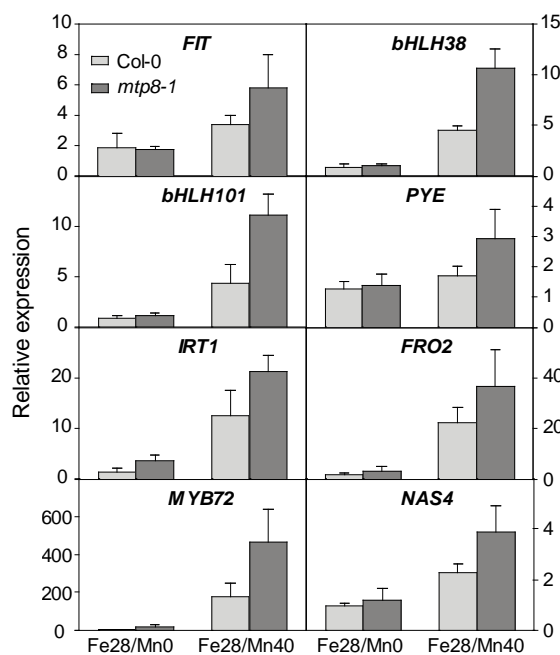 Relative expression
FIT
Col-0
mtp8-1
10
8
6
4
2
0
bHLH38
15
10
5
0
bHLH101
10
5
0
PYE
4
3
2
1
0
IRT1
20
10
0
FRO2
40
20
0
MYB72
600
400
200
0
NAS4
4
2
0
Fe28/Mn0 Fe28/Mn40 Fe28/Mn0 Fe28/Mn40